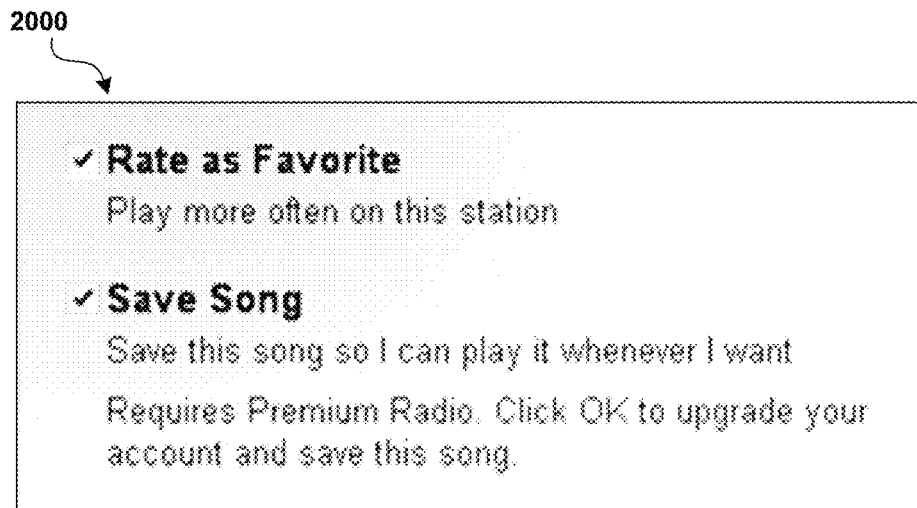 2000
✓ Rate as Favorite
Play more often on this station
✓ Save Song
Save this song so I can play it whenever I want
Requires Premium Radio. Click OK to upgrade your
account and save this song.